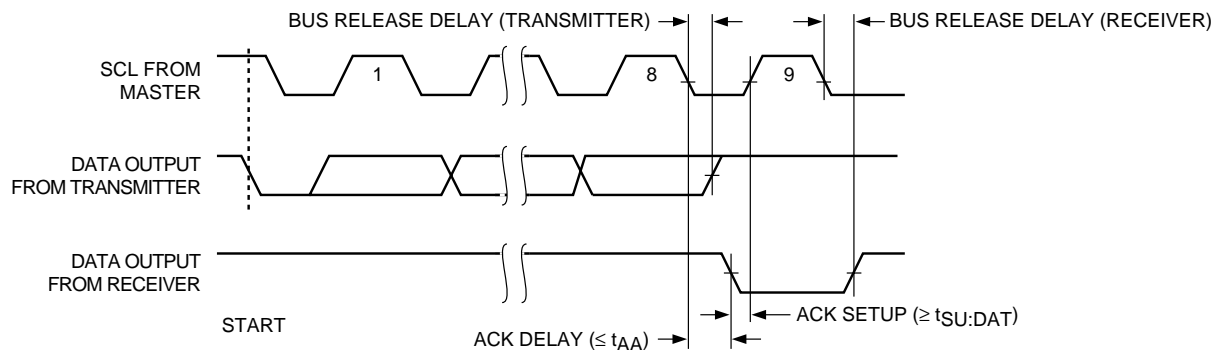 BUS RELEASE DELAY (TRANSMITTER)
BUS RELEASE DELAY (RECEIVER)
SCL FROM
MASTER
1
8
9
DATA OUTPUT
FROM TRANSMITTER
DATA OUTPUT
FROM RECEIVER
START
ACK SETUP (≥ tSU:DAT)
ACK DELAY (≤ tAA)